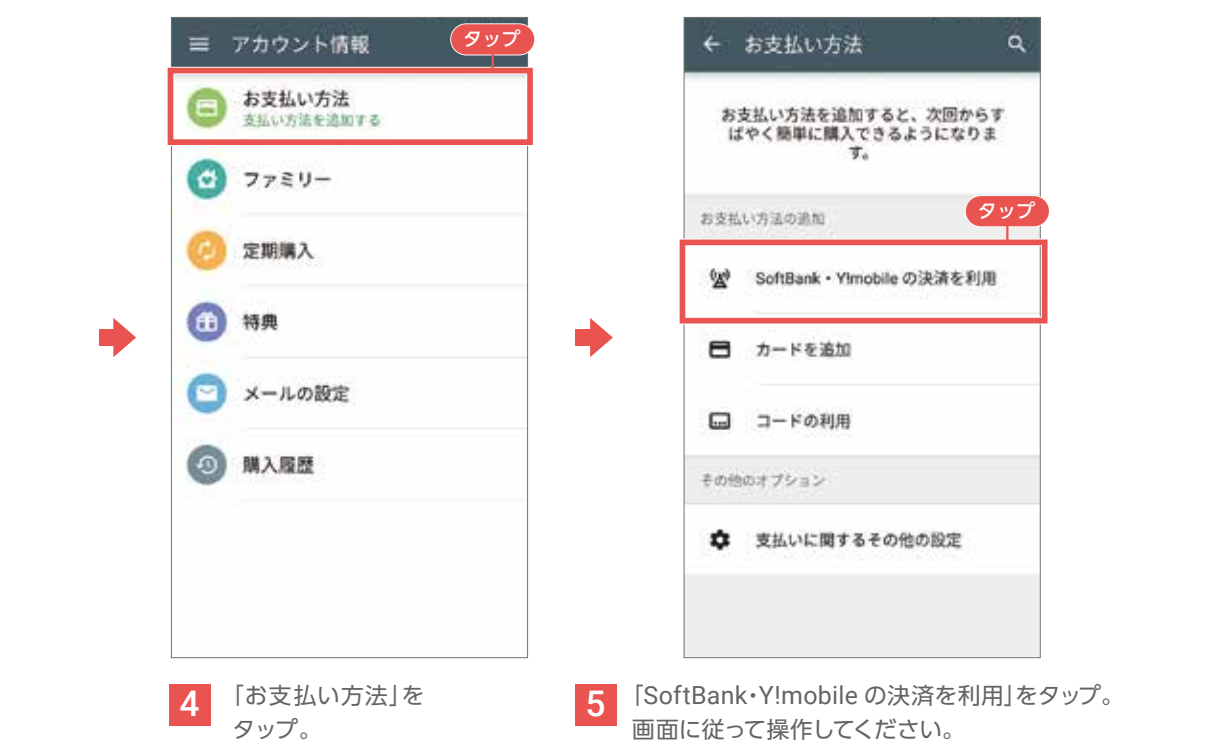 アカウント情報
タップ
お支払い方法
支払い方法を追加する
ファミリー
定期購入
特典
メールの設定
購入履歴
4
「お支払い方法」を
タップ。
お支払い方法
お支払い方法を追加すると、次回からす
ばやく簡単に購入できるようになりま
す。
お支払い方法の追加
タップ
SoftBank・Y!mobile の決済を利用
カードを追加
コードの利用
その他のオプション
支払いに関するその他の設定
5
「SoftBank・Y!mobile の決済を利用」をタップ。
画面に従って操作してください。